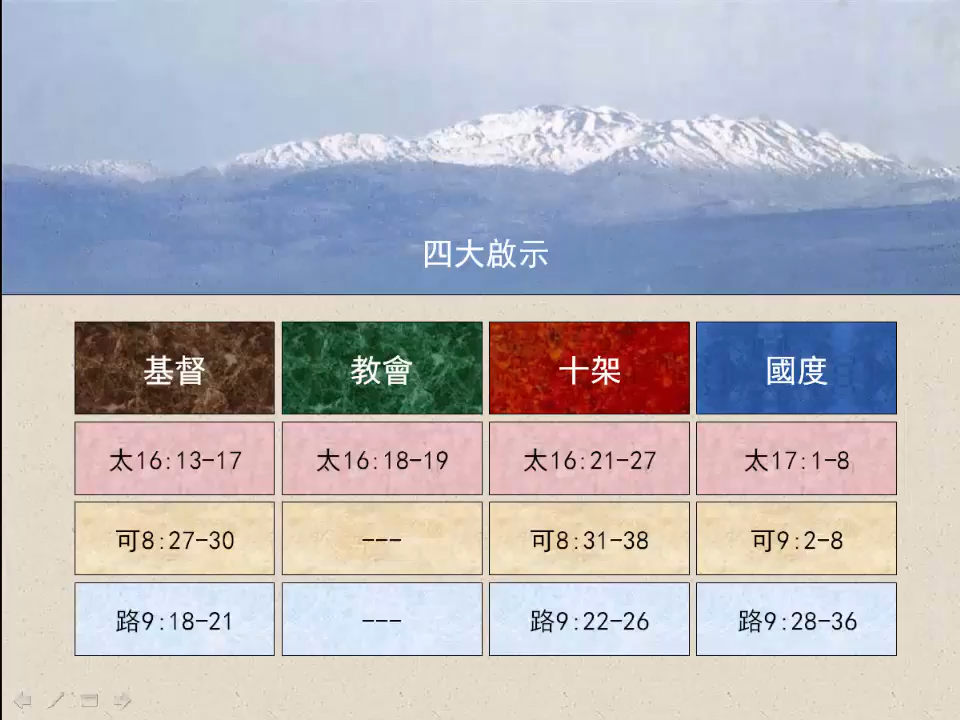 四大啟示
基督 教會 十架 國度
太16:13-17 太16:18-19 太16:21-27 太17:1-8
可8:27-30 --- 可8:31-38 可9:2-8
路9:18-21 --- 路9:22-26 路9:28-36